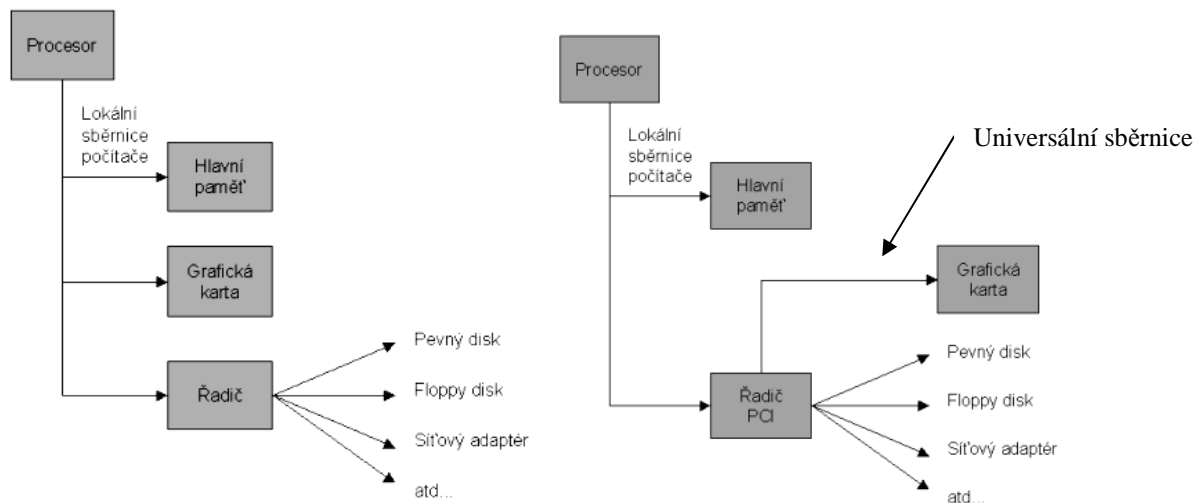 Procesor
Lokální
sběrnice
počítače
Hlavní
paměť
Grafická
karta
Řadič
Pevný disk
Floppy disk
Síťový adaptér
atd...
Procesor
Lokální
sběrnice
počítače
Hlavní
paměť
Universální sběrnice
Grafická
karta
Řadič
PCI
Pevný disk
Floppy disk
Síťový adaptér
atd...